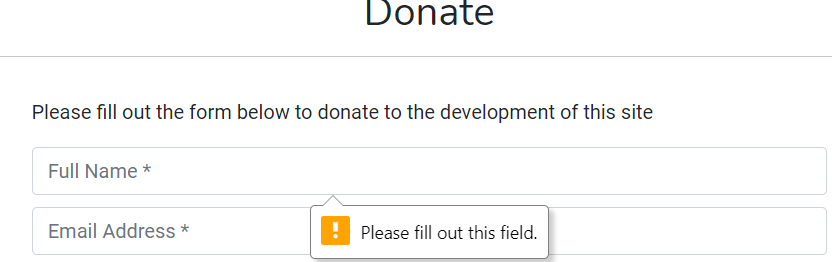 Donate
Please fill out the form below to donate to the development of this site
Full Name *
Email Address *
Please fill out this field.